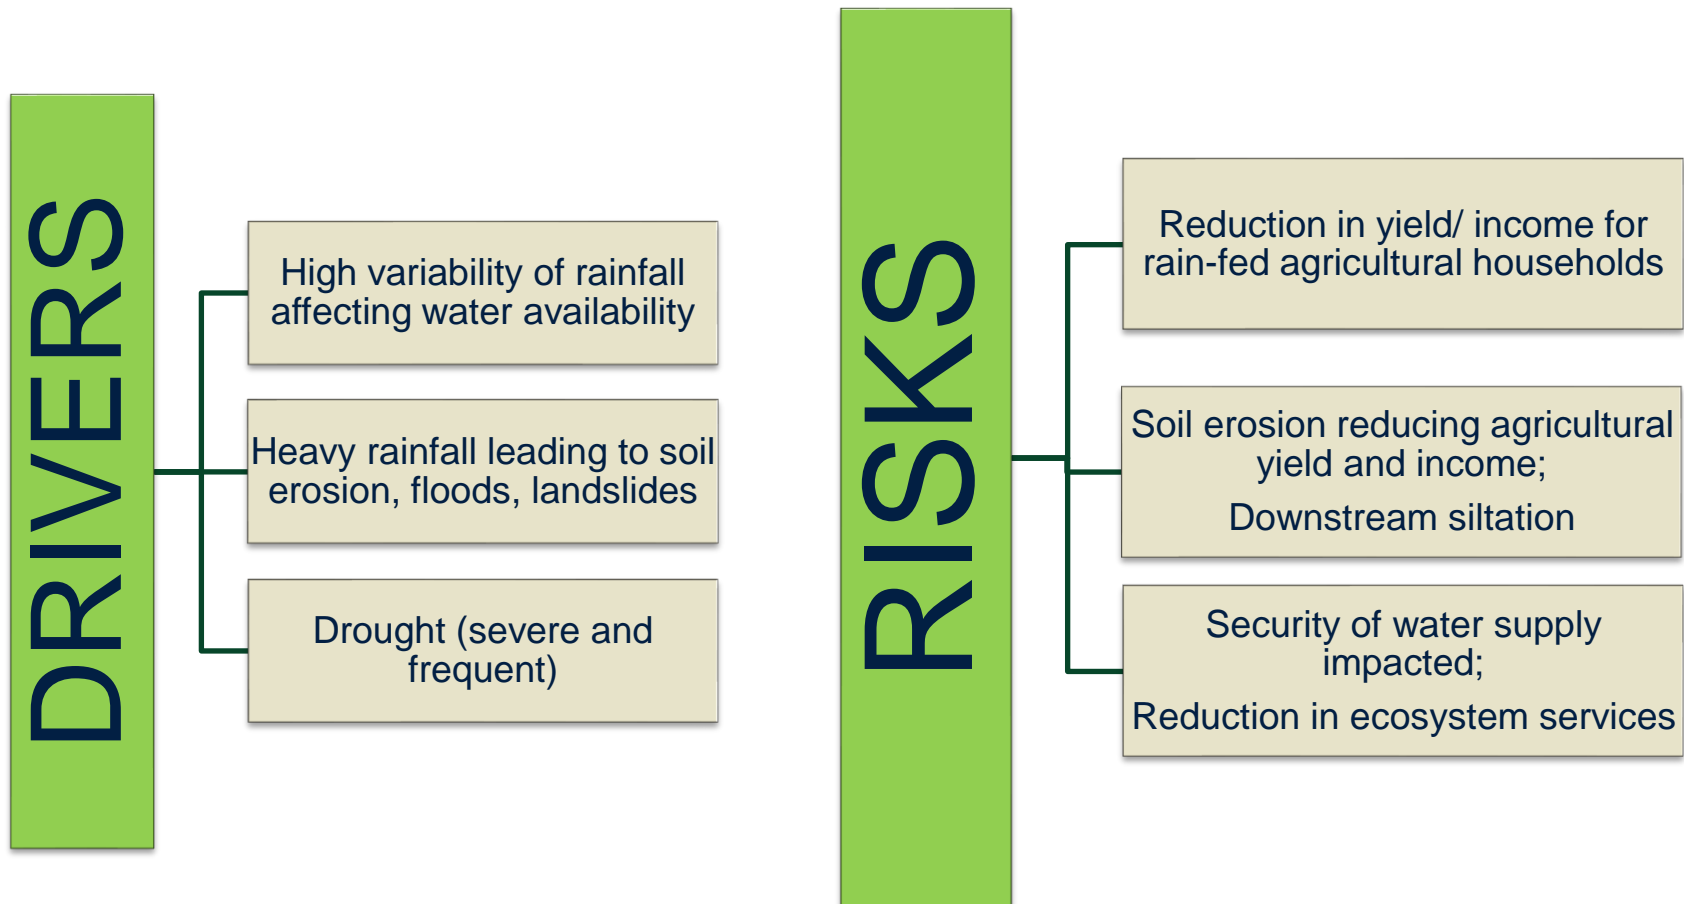 DRIVERS
High variability of rainfall
affecting water availability
Heavy rainfall leading to soil
erosion, floods, landslides
Drought (severe and
frequent)
RISKS
Reduction in yield/ income for
rain-fed agricultural households
Soil erosion reducing agricultural
yield and income;
Downstream siltation
Security of water supply
impacted;
Reduction in ecosystem services